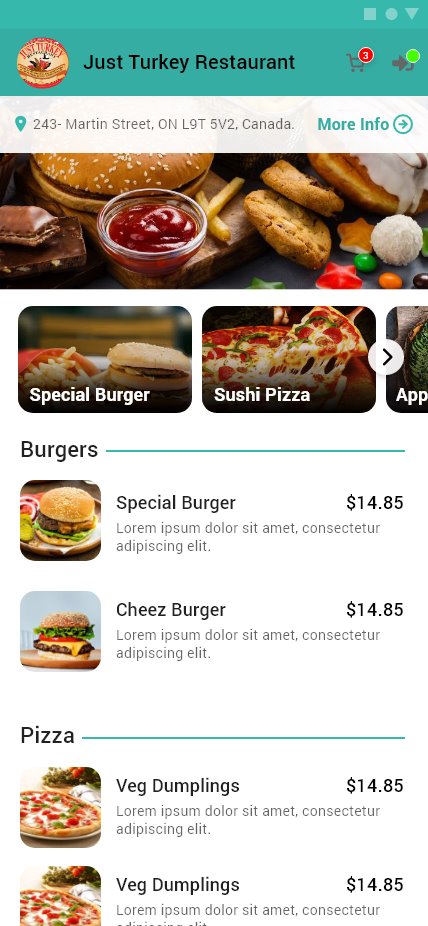 JUST TURKEY
Just Turkey Restaurant
3
243- Martin Street, ON L9T 5V2, Canada.
More Info
Special Burger
Sushi Pizza
App
Burgers
Special Burger
$14.85
Lorem ipsum dolor sit amet, consectetur
adipiscing elit.
Cheez Burger
$14.85
Lorem ipsum dolor sit amet, consectetur
adipiscing elit.
Pizza
Veg Dumplings
$14.85
Lorem ipsum dolor sit amet, consectetur
adipiscing elit.
Veg Dumplings
$14.85
Lorem ipsum dolor sit amet, consectetur